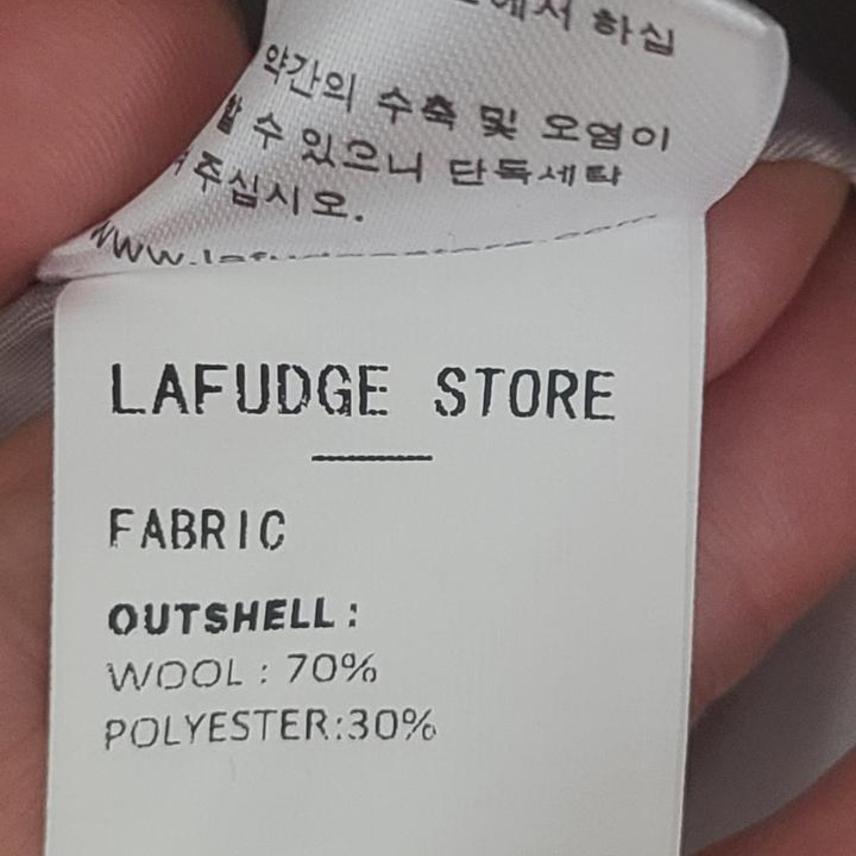 에서 하십
약간의 수축 및 오염이
할 수 있으니 단독세탁
주십시오.
LAFUDGE STORE
FABRIC
OUTSHELL:
WOOL : 70%
POLYESTER:30%